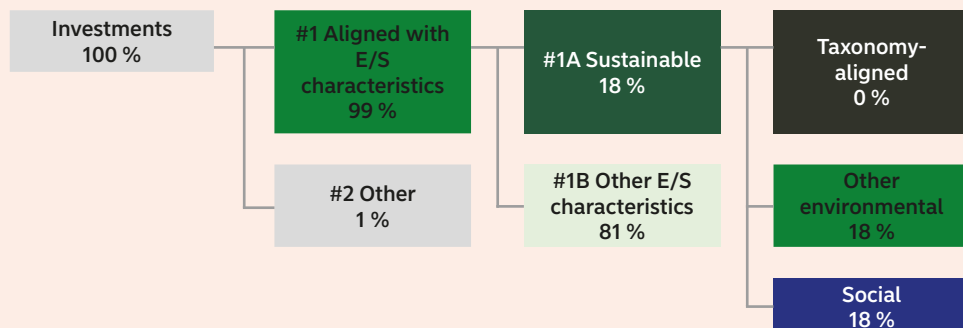 Investments
100 %
#1 Aligned with
E/S
characteristics
99 %
#1A Sustainable
18 %
Taxonomy-
aligned
0 %
#2 Other
1 %
#1B Other E/S
characteristics
81 %
Other
environmental
18 %
Social
18 %